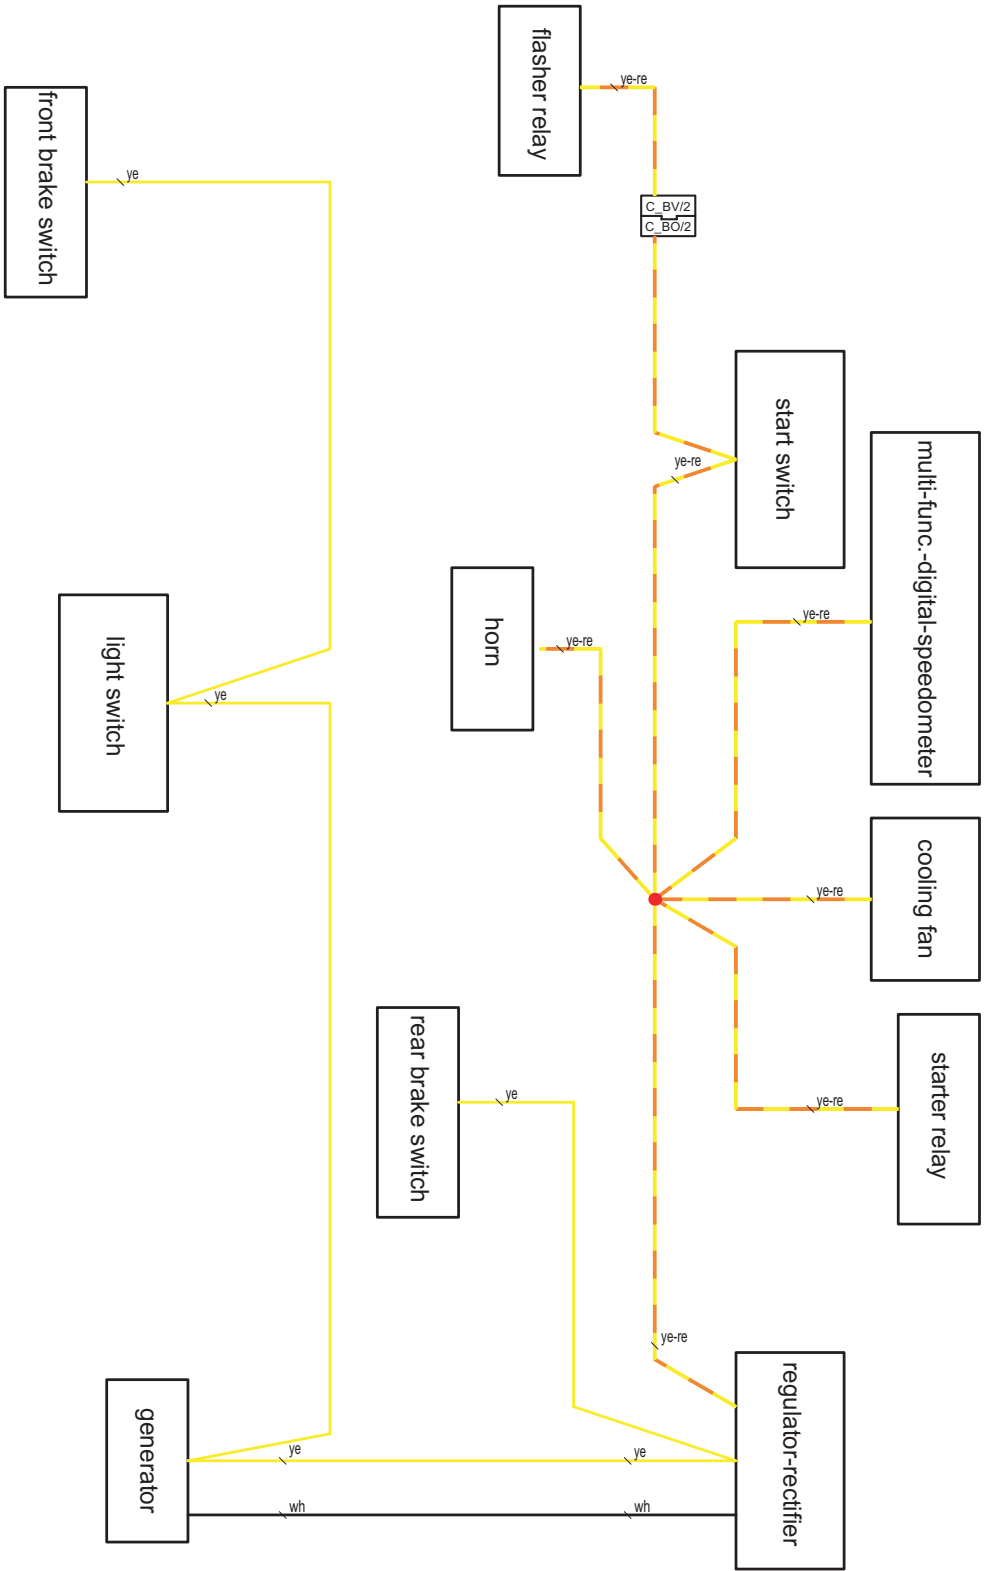 flasher relay
ye-re
front brake switch
ye
C_BV/2
C_BO/2
start switch
ye-re
multi-func.-digital-speedometer
ye-re
horn
ye-re
light switch
ye
cooling fan
ye-re
rear brake switch
ye
starter relay
ye-re
ye-re
regulator-rectifier
generator
ye
ye
wh
wh